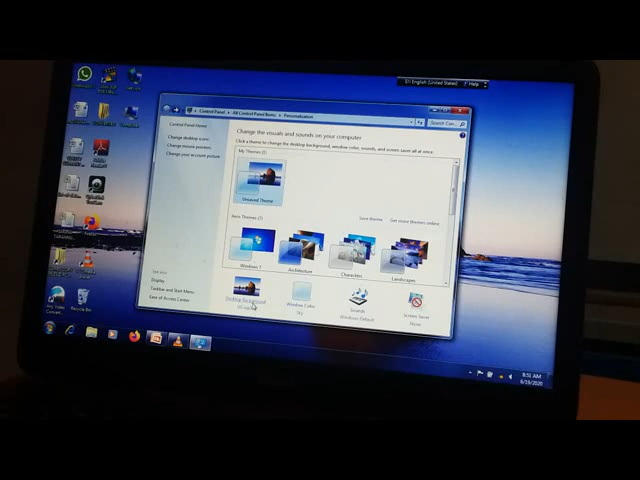 EN English (United States) Help
Control Panel All Control Panel Items Personalization
Search Con...
Control Panel Home
Change desktop icons
Change mouse pointers
Change your account picture
See also
Display
Taskbar and Start Menu
Ease of Access Center
Change the visuals and sounds on your computer
Click a theme to change the desktop background, window color, sounds, and screen saver all at once.
My Themes (1)
Unsaved Theme
Save theme Get more themes online
Aero Themes (7)
Windows 7 Architecture Characters Landscapes
Desktop Background Window Color Sounds Screen Saver
Sky Windows Default None
Recycle Bin
8:51 AM
6/19/2020